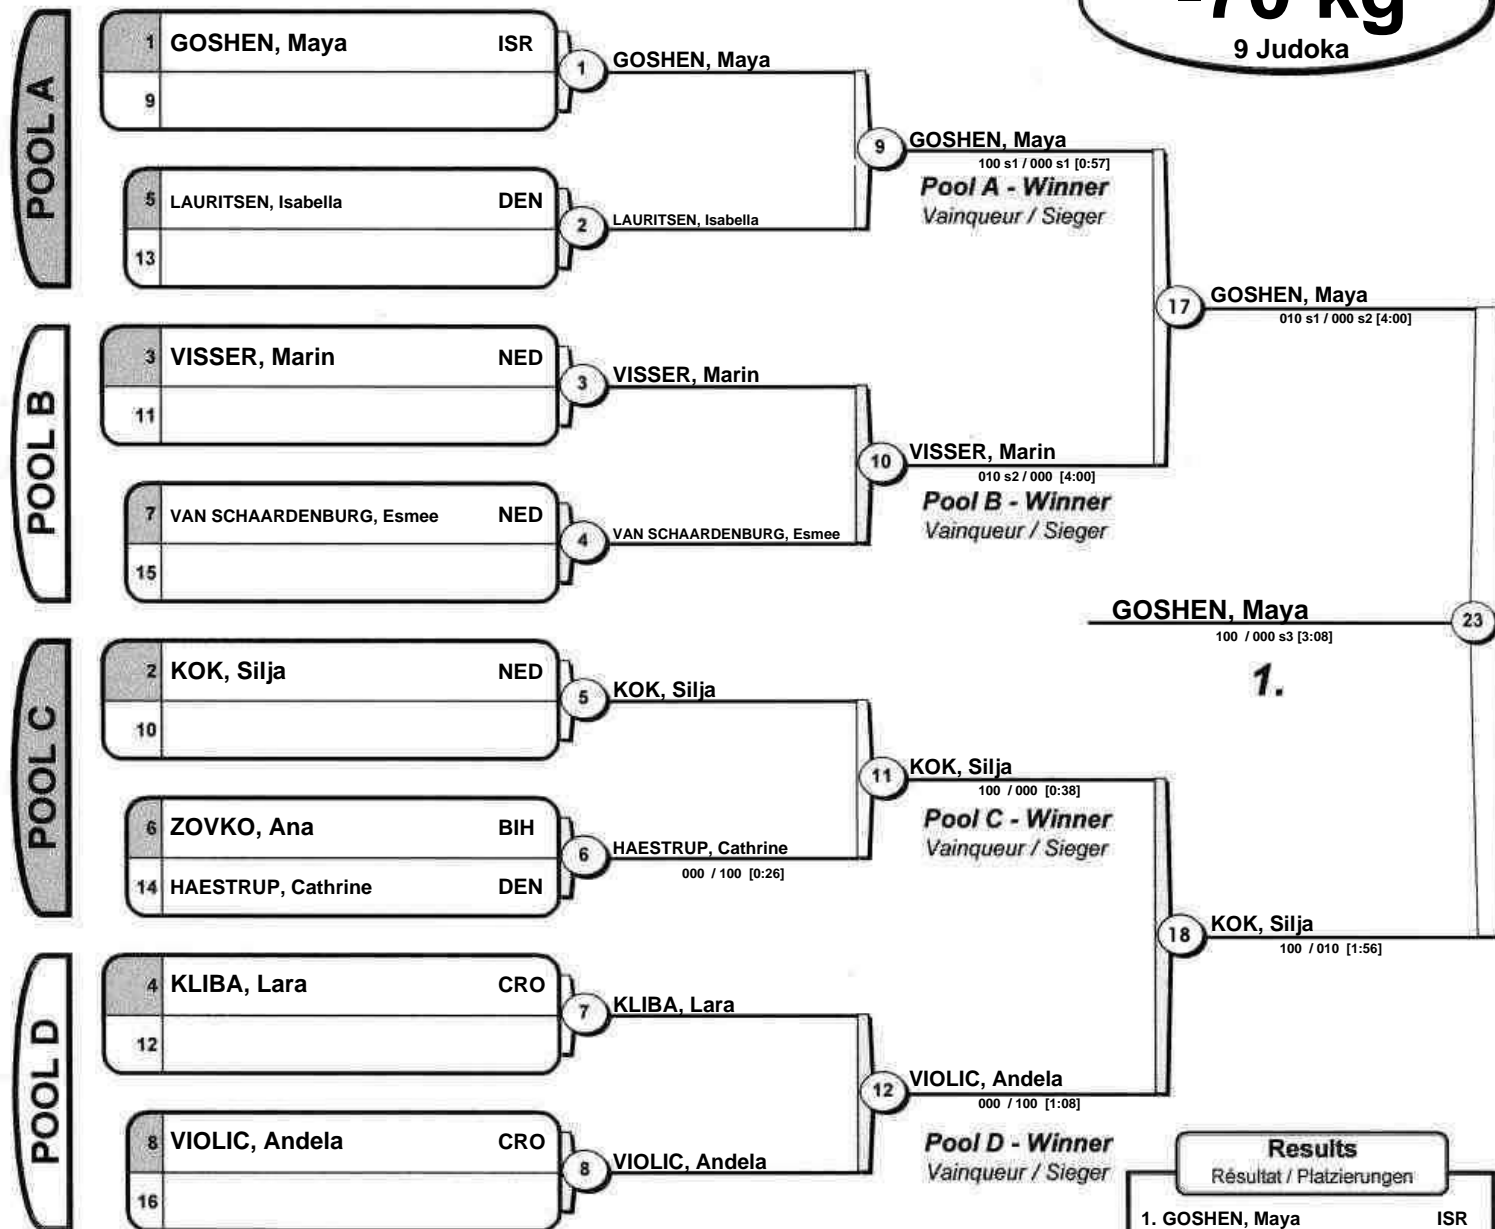 -70 kg
9 Judoka
POOL A
1 GOSHEN, Maya ISR
9
5 LAURITSEN, Isabella DEN
13
1 GOSHEN, Maya
2 LAURITSEN, Isabella
9 GOSHEN, Maya
100 s1 / 000 s1 [0:57]
Pool A - Winner
Vainqueur / Sieger
POOL B
3 VISSER, Marin NED
11
7 VAN SCHAARDENBURG, Esmee NED
15
3 VISSER, Marin
4 VAN SCHAARDENBURG, Esmee
10 VISSER, Marin
010 s2 / 000 [4:00]
Pool B - Winner
Vainqueur / Sieger
17 GOSHEN, Maya
010 s1 / 000 s2 [4:00]
GOSHEN, Maya 23
100 / 000 s3 [3:08]
1.
POOL C
2 KOK, Silja NED
10
6 ZOVKO, Ana BIH
14 HAESTRUP, Cathrine DEN
5 KOK, Silja
6 HAESTRUP, Cathrine
000 / 100 [0:26]
11 KOK, Silja
100 / 000 [0:38]
Pool C - Winner
Vainqueur / Sieger
POOL D
4 KLIBA, Lara CRO
12
8 VIOLIC, Andela CRO
16
7 KLIBA, Lara
8 VIOLIC, Andela
12 VIOLIC, Andela
000 / 100 [1:08]
Pool D - Winner
Vainqueur / Sieger
18 KOK, Silja
100 / 010 [1:56]
Results
Résultat / Platzierungen
1. GOSHEN, Maya ISR